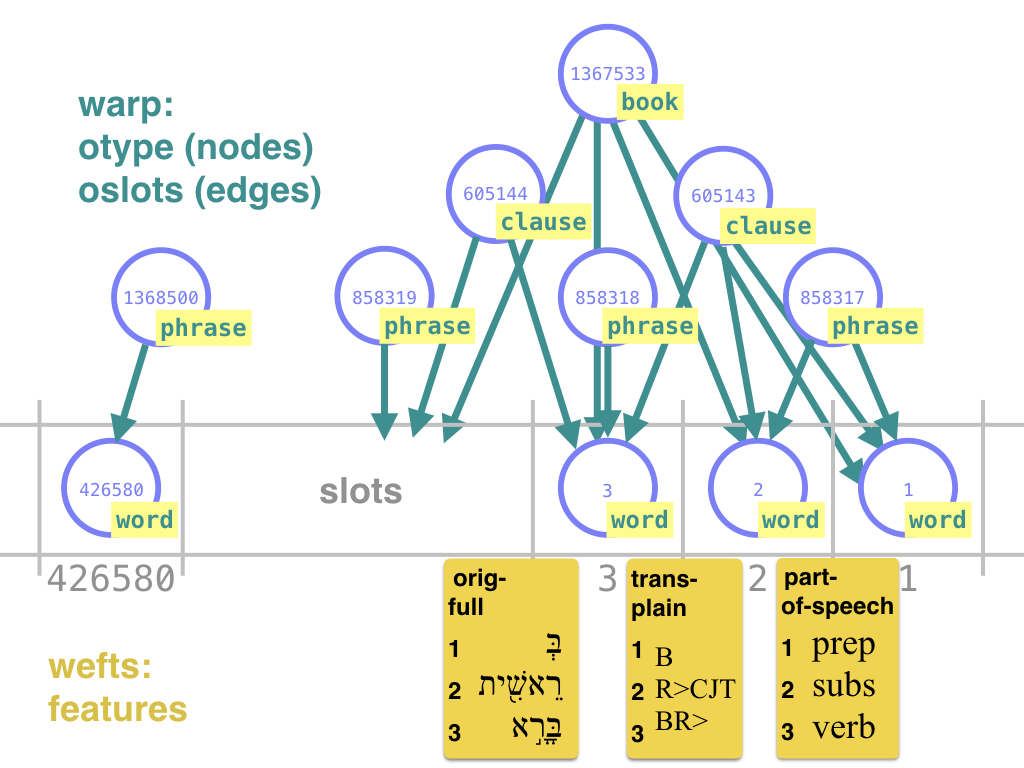 1367533
book
warp:
otype (nodes)
oslots (edges)
605144
clause
605143
clause
1368500
phrase
858319
phrase
858318
phrase
858317
phrase
426580
word
slots
3
word
2
word
1
word
426580
3
2
1
orig-
full
1 בְּ
2 רֵאשִׁ֖ית
3 בָּרָ֣א
trans-
plain
1 B
2 R>CJT
3 BR>
part-
of-speech
1 prep
2 subs
3 verb
wefts:
features